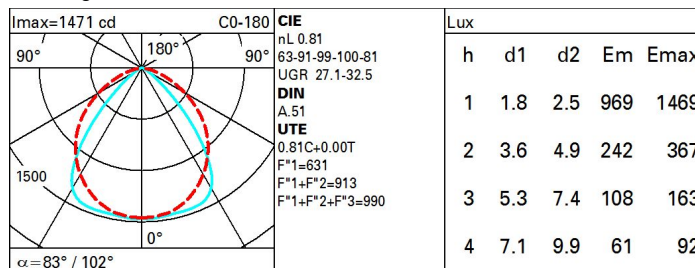 Imax=1471 cd C0-180
90° 180° 90°
1500
0°
α=83° / 102°
CIE
nL 0.81
63-91-99-100-81
UGR 27.1-32.5
DIN
A.51
UTE
0.81C+0.00T
F"1=631
F"1+F"2=913
F"1+F"2+F"3=990
Lux
h d1 d2 Em Emax
1 1.8 2.5 969 1469
2 3.6 4.9 242 367
3 5.3 7.4 108 163
4 7.1 9.9 61 92